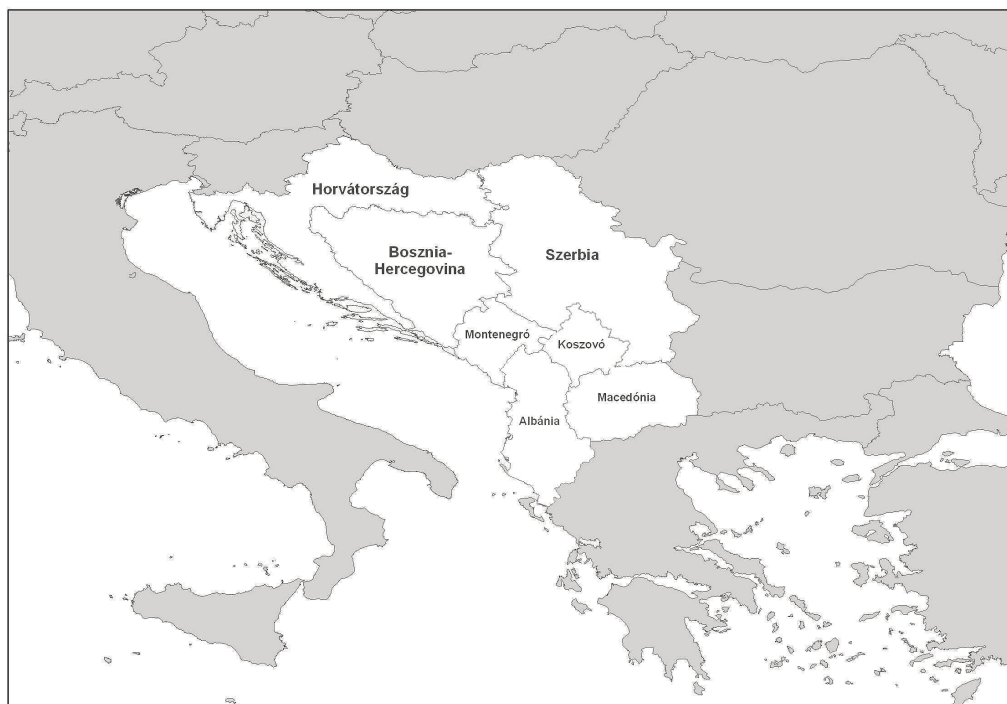 Horvátország
Bosznia-
Hercegovina
Szerbia
Montenegró
Koszovó
Macedónia
Albánia